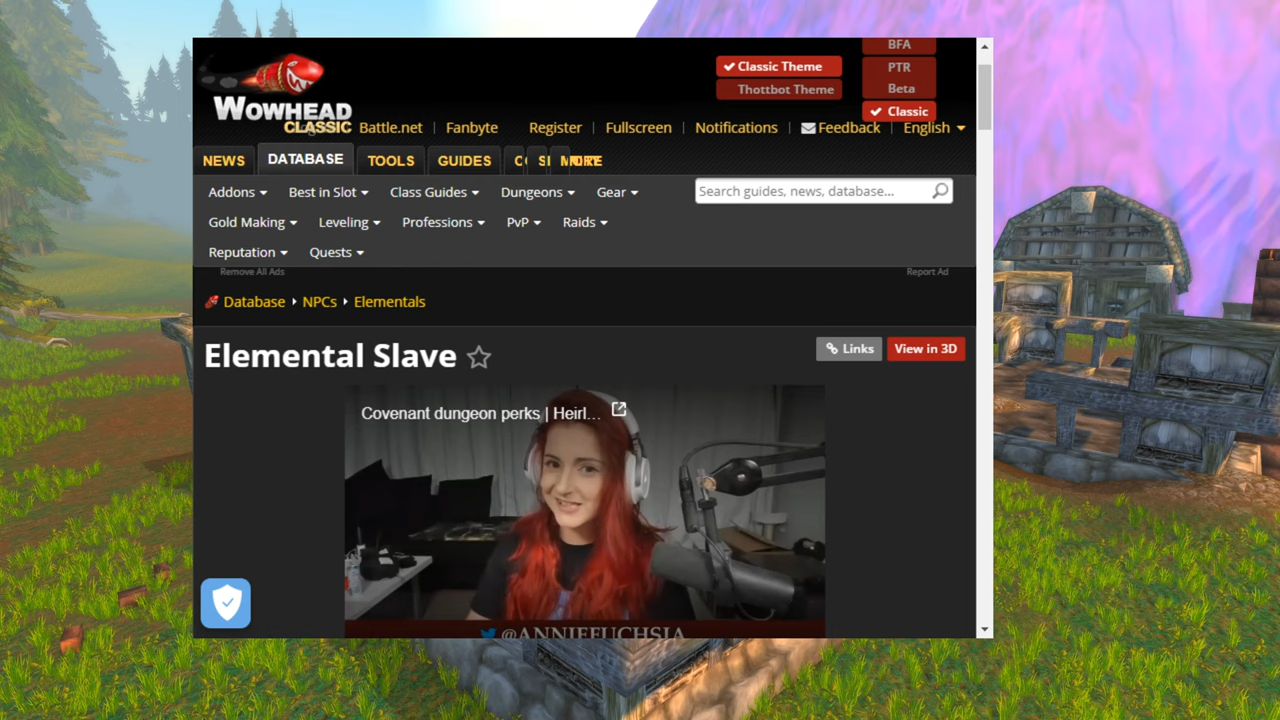 BFA
Classic Theme
PTR
Thottbot Theme
Beta
Classic
WOWHEAD
CLASSIC
Battle.net | Fanbyte
Register | Fullscreen | Notifications | Feedback | English
NEWS DATABASE TOOLS GUIDES MORE
Addons Best in Slot Class Guides Dungeons Gear
Search guides, news, database...
Gold Making Leveling Professions PvP Raids
Reputation Quests
Remove All Ads
Report Ad
Database NPCs Elementals
Elemental Slave
Links
View in 3D
Covenant dungeon perks | Heirl...
@ANNIEFUCHSIA